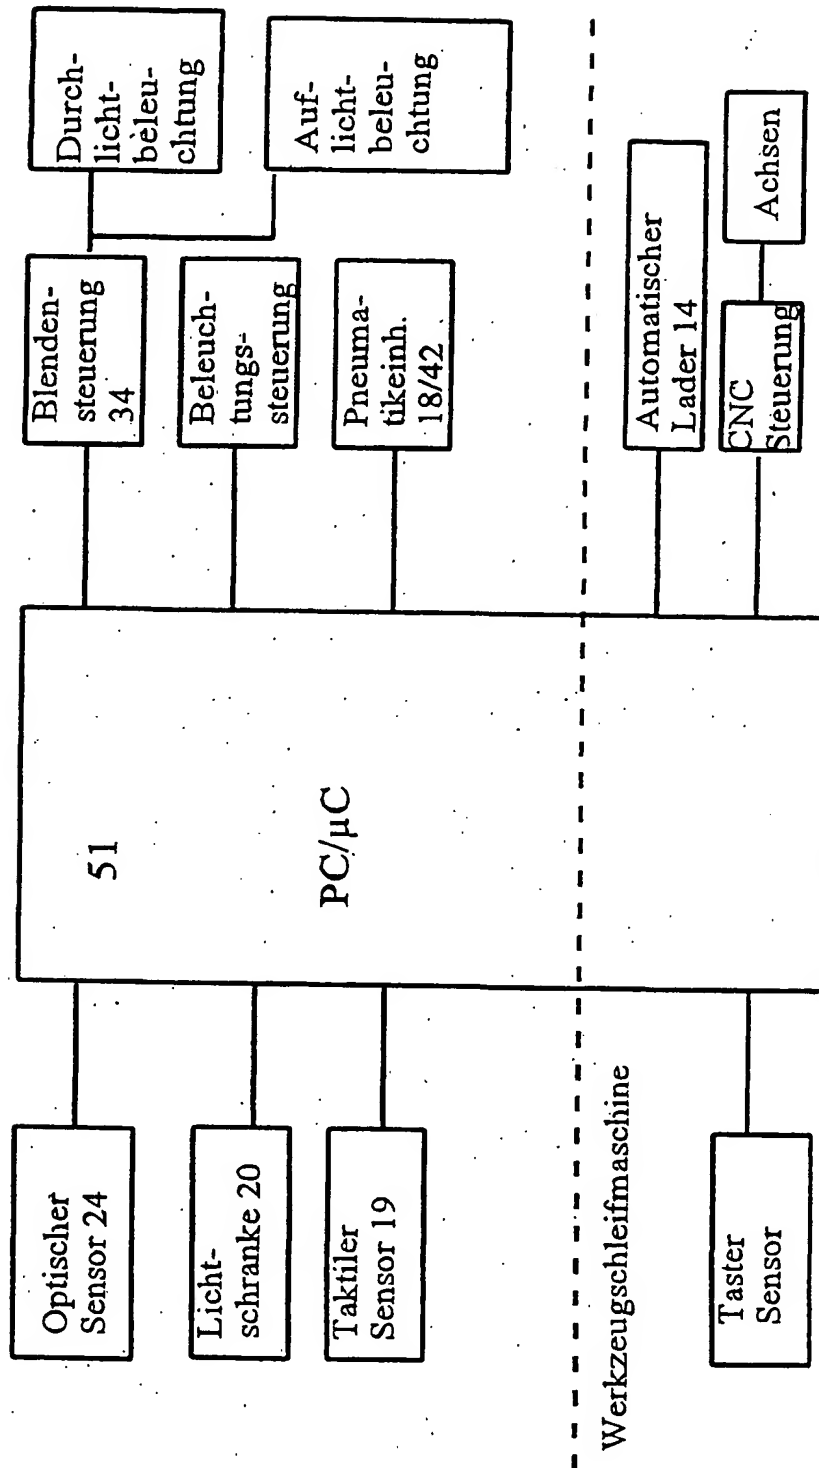 Optischer
Sensor 24
Licht-
schranke 20
Taktiler
Sensor 19
Werkzeugschleifmaschine
Taster
Sensor
51
PC/µC
Blenden-
steuerung
34
Beleuch-
tungs-
steuerung
Pneuma-
tikeinh.
18/42
Automatischer
Lader 14
CNC
Steuerung
Durch-
licht-
beleu-
chtung
Auf-
licht-
beleu-
chtung
Achsen